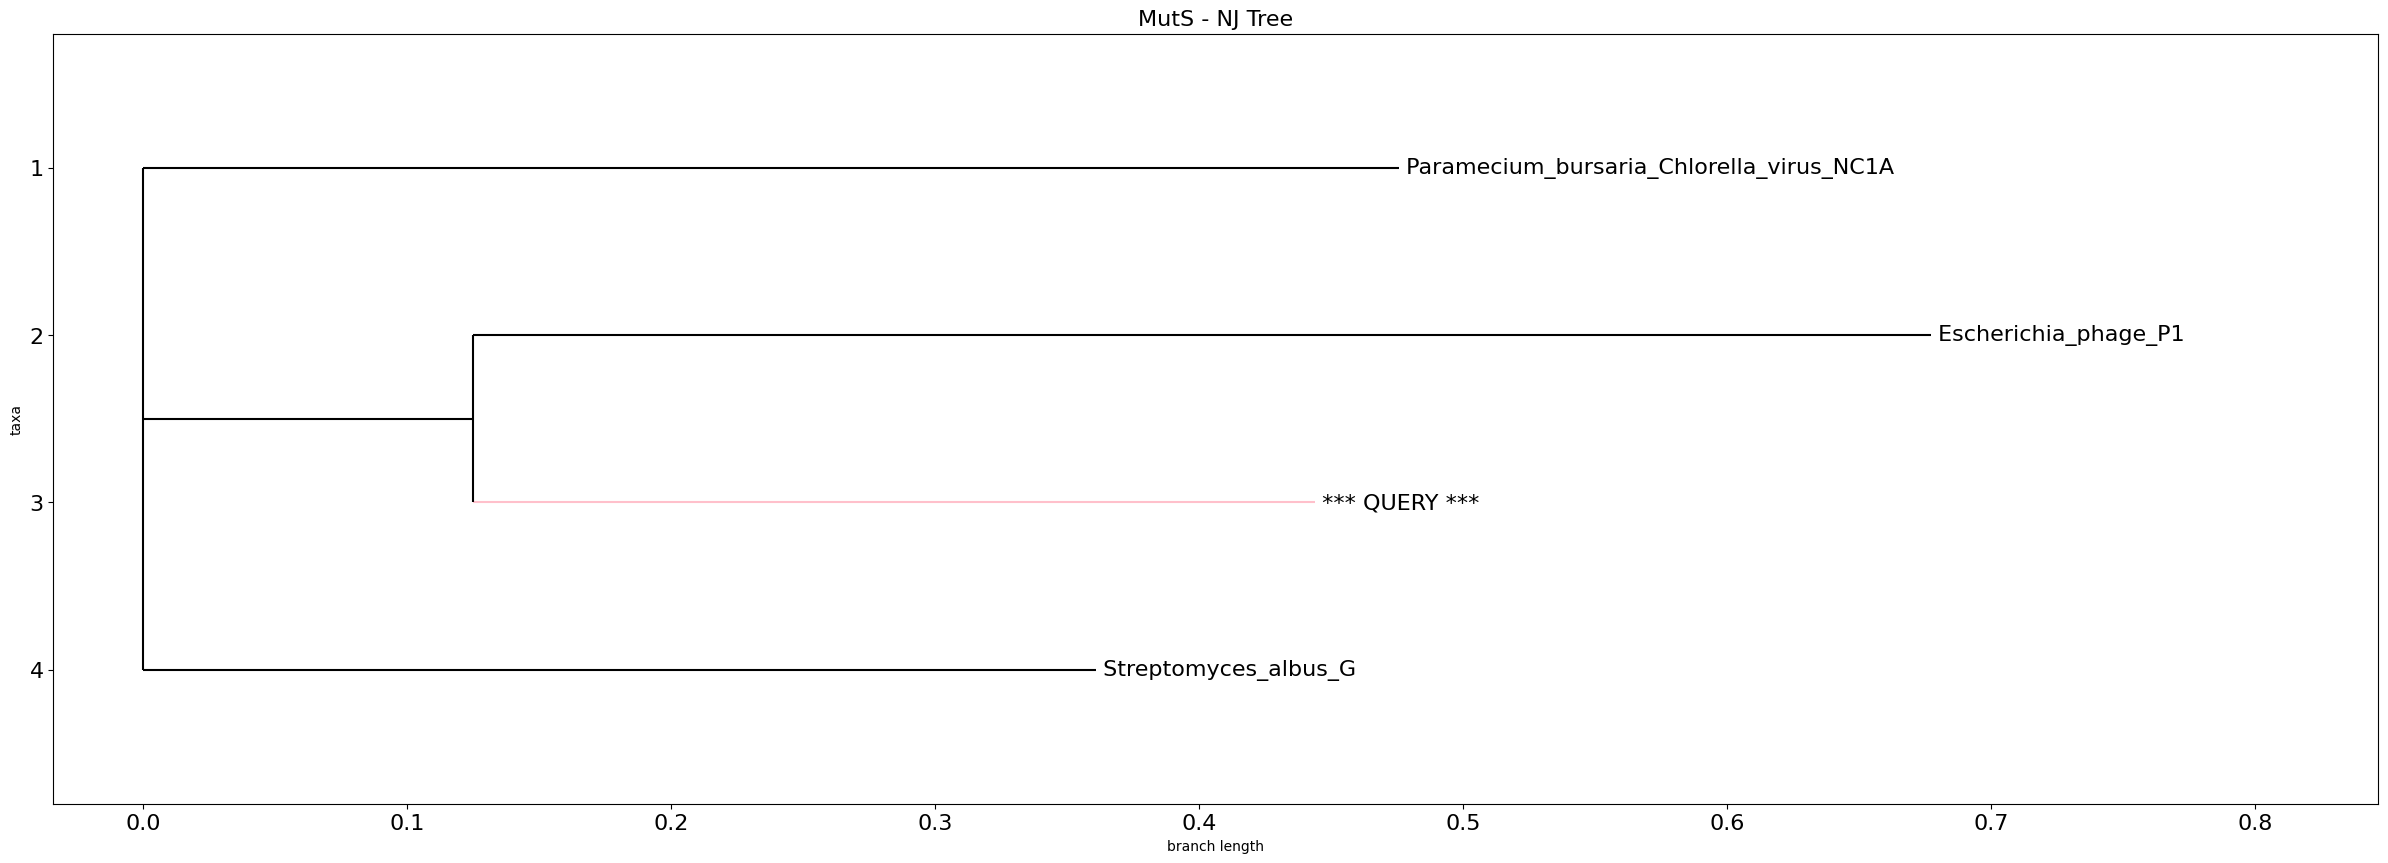 MutS - NJ Tree
1
Paramecium_bursaria_Chlorella_virus_NC1A
2
Escherichia_phage_P1
taxa
3
*** QUERY ***
4
Streptomyces_albus_G
0.0 0.1 0.2 0.3 0.4 0.5 0.6 0.7 0.8
branch length